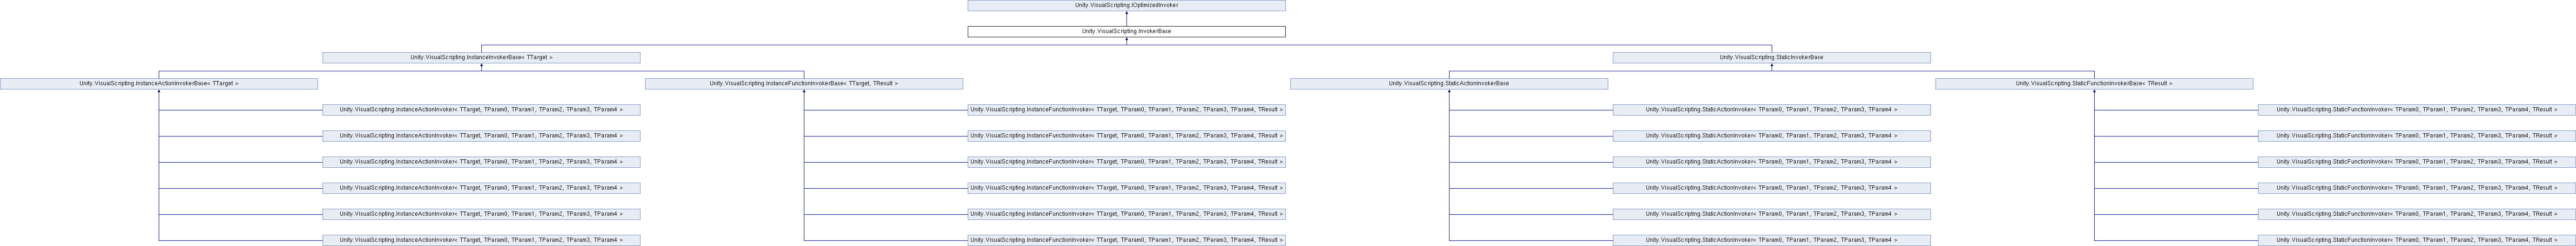 Unity.VisualScripting.IOptimizedInvoker
Unity.VisualScripting.InvokerBase
Unity.VisualScripting.InstanceInvokerBase< TTarget >
Unity.VisualScripting.StaticInvokerBase
Unity.VisualScripting.InstanceActionInvokerBase< TTarget >
Unity.VisualScripting.InstanceFunctionInvokerBase< TTarget, TResult >
Unity.VisualScripting.StaticActionInvokerBase
Unity.VisualScripting.StaticFunctionInvokerBase< TResult >
Unity.VisualScripting.InstanceActionInvoker< TTarget, TParam0, TParam1, TParam2, TParam3, TParam4 >
Unity.VisualScripting.InstanceFunctionInvoker< TTarget, TParam0, TParam1, TParam2, TParam3, TParam4, TResult >
Unity.VisualScripting.StaticActionInvoker< TParam0, TParam1, TParam2, TParam3, TParam4 >
Unity.VisualScripting.StaticFunctionInvoker< TParam0, TParam1, TParam2, TParam3, TParam4, TResult >
Unity.VisualScripting.InstanceActionInvoker< TTarget, TParam0, TParam1, TParam2, TParam3, TParam4 >
Unity.VisualScripting.InstanceFunctionInvoker< TTarget, TParam0, TParam1, TParam2, TParam3, TParam4, TResult >
Unity.VisualScripting.StaticActionInvoker< TParam0, TParam1, TParam2, TParam3, TParam4 >
Unity.VisualScripting.StaticFunctionInvoker< TParam0, TParam1, TParam2, TParam3, TParam4, TResult >
Unity.VisualScripting.InstanceActionInvoker< TTarget, TParam0, TParam1, TParam2, TParam3, TParam4 >
Unity.VisualScripting.InstanceFunctionInvoker< TTarget, TParam0, TParam1, TParam2, TParam3, TParam4, TResult >
Unity.VisualScripting.StaticActionInvoker< TParam0, TParam1, TParam2, TParam3, TParam4 >
Unity.VisualScripting.StaticFunctionInvoker< TParam0, TParam1, TParam2, TParam3, TParam4, TResult >
Unity.VisualScripting.InstanceActionInvoker< TTarget, TParam0, TParam1, TParam2, TParam3, TParam4 >
Unity.VisualScripting.InstanceFunctionInvoker< TTarget, TParam0, TParam1, TParam2, TParam3, TParam4, TResult >
Unity.VisualScripting.StaticActionInvoker< TParam0, TParam1, TParam2, TParam3, TParam4 >
Unity.VisualScripting.StaticFunctionInvoker< TParam0, TParam1, TParam2, TParam3, TParam4, TResult >
Unity.VisualScripting.InstanceActionInvoker< TTarget, TParam0, TParam1, TParam2, TParam3, TParam4 >
Unity.VisualScripting.InstanceFunctionInvoker< TTarget, TParam0, TParam1, TParam2, TParam3, TParam4, TResult >
Unity.VisualScripting.StaticActionInvoker< TParam0, TParam1, TParam2, TParam3, TParam4 >
Unity.VisualScripting.StaticFunctionInvoker< TParam0, TParam1, TParam2, TParam3, TParam4, TResult >
Unity.VisualScripting.InstanceActionInvoker< TTarget, TParam0, TParam1, TParam2, TParam3, TParam4 >
Unity.VisualScripting.InstanceFunctionInvoker< TTarget, TParam0, TParam1, TParam2, TParam3, TParam4, TResult >
Unity.VisualScripting.StaticActionInvoker< TParam0, TParam1, TParam2, TParam3, TParam4 >
Unity.VisualScripting.StaticFunctionInvoker< TParam0, TParam1, TParam2, TParam3, TParam4, TResult >